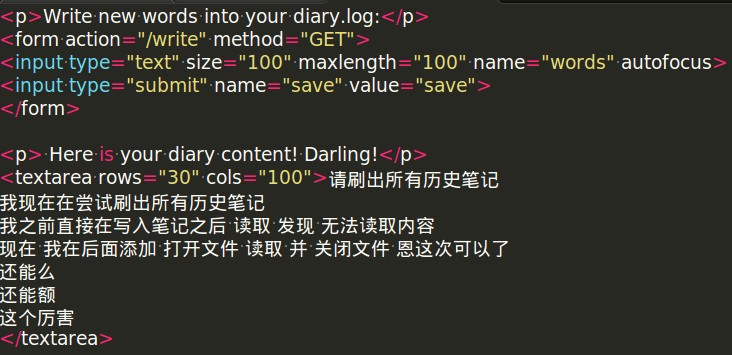 <p>Write new words into your diary.log:</p>
<form action="/write" method="GET">
<input type="text" size="100" maxlength="100" name="words" autofocus>
<input type="submit" name="save" value="save">
</form>
<p> Here is your diary content! Darling!</p>
<textarea rows="30" cols="100">请刷出所有历史笔记
我现在在尝试刷出所有历史笔记
我之前直接在写入笔记之后 读取 发现 无法读取内容
现在 我在后面添加 打开文件 读取 并 关闭文件 恩这次可以了
还能么
还能额
这个厉害
</textarea>